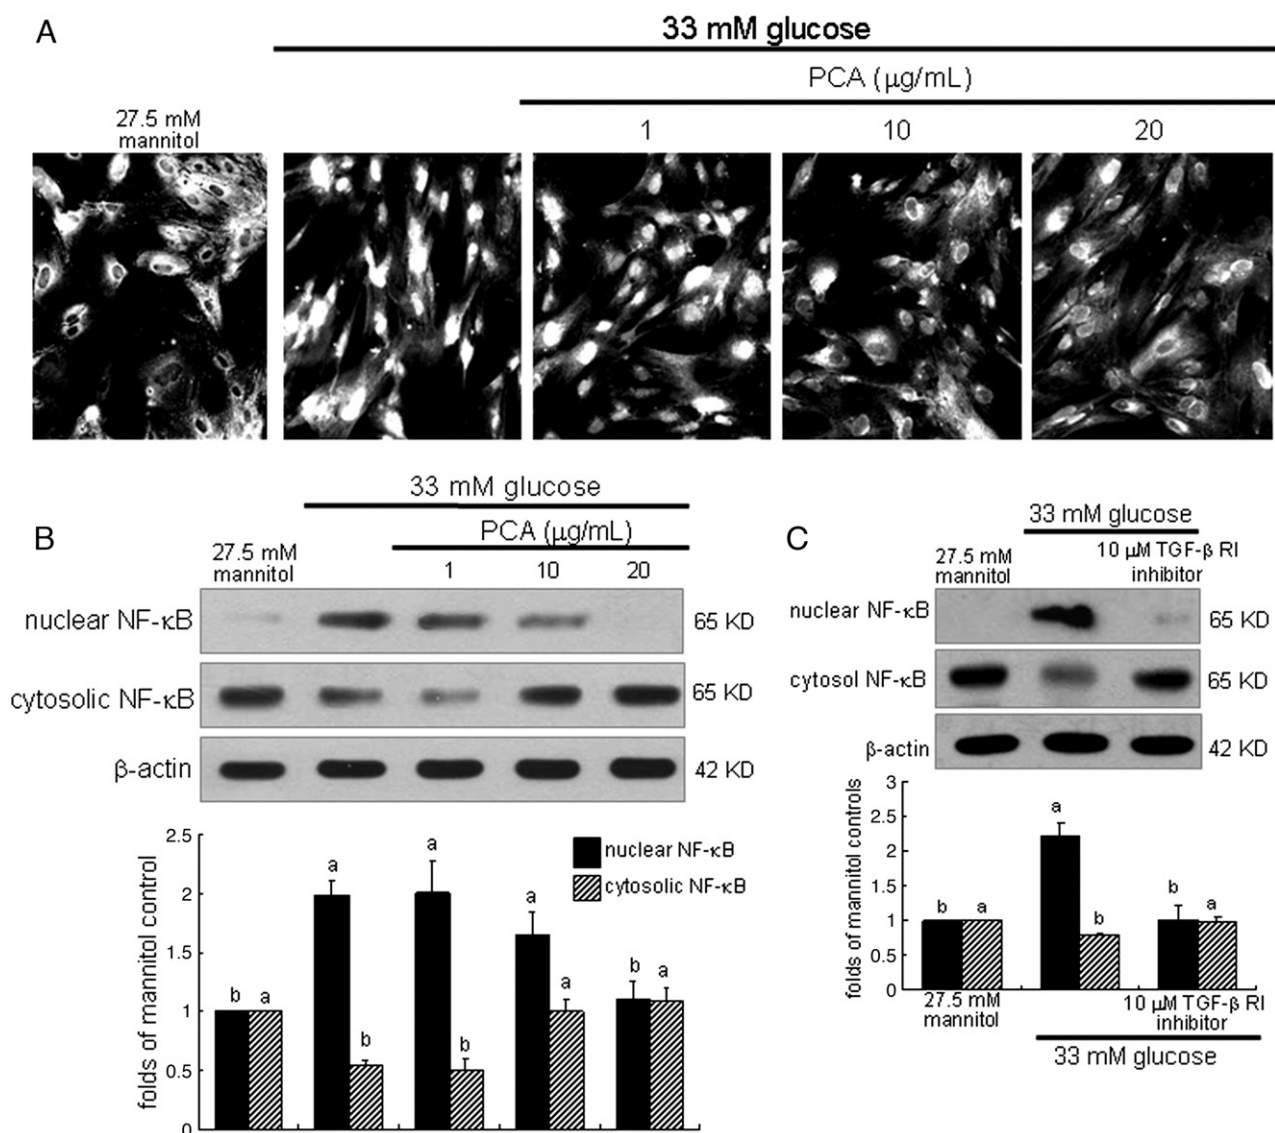 A
33 mM glucose
PCA (μg/mL)
27.5 mM
mannitol
1 10 20
B
33 mM glucose
PCA (μg/mL)
27.5 mM
mannitol
1 10 20
nuclear NF-κB 65 KD
cytosolic NF-κB 65 KD
β-actin 42 KD
folds of mannitol control
2.5
2
1.5
1
0.5
0
nuclear NF-κB
cytosolic NF-κB
b a a b a b a a b a
C
33 mM glucose
27.5 mM
mannitol
10 μM TGF-β RI
inhibitor
nuclear NF-κB 65 KD
cytosol NF-κB 65 KD
β-actin 42 KD
folds of mannitol controls
3
2.5
2
1.5
1
0.5
0
b a a b b a
27.5 mM
mannitol
10 μM TGF-β RI
inhibitor
33 mM glucose